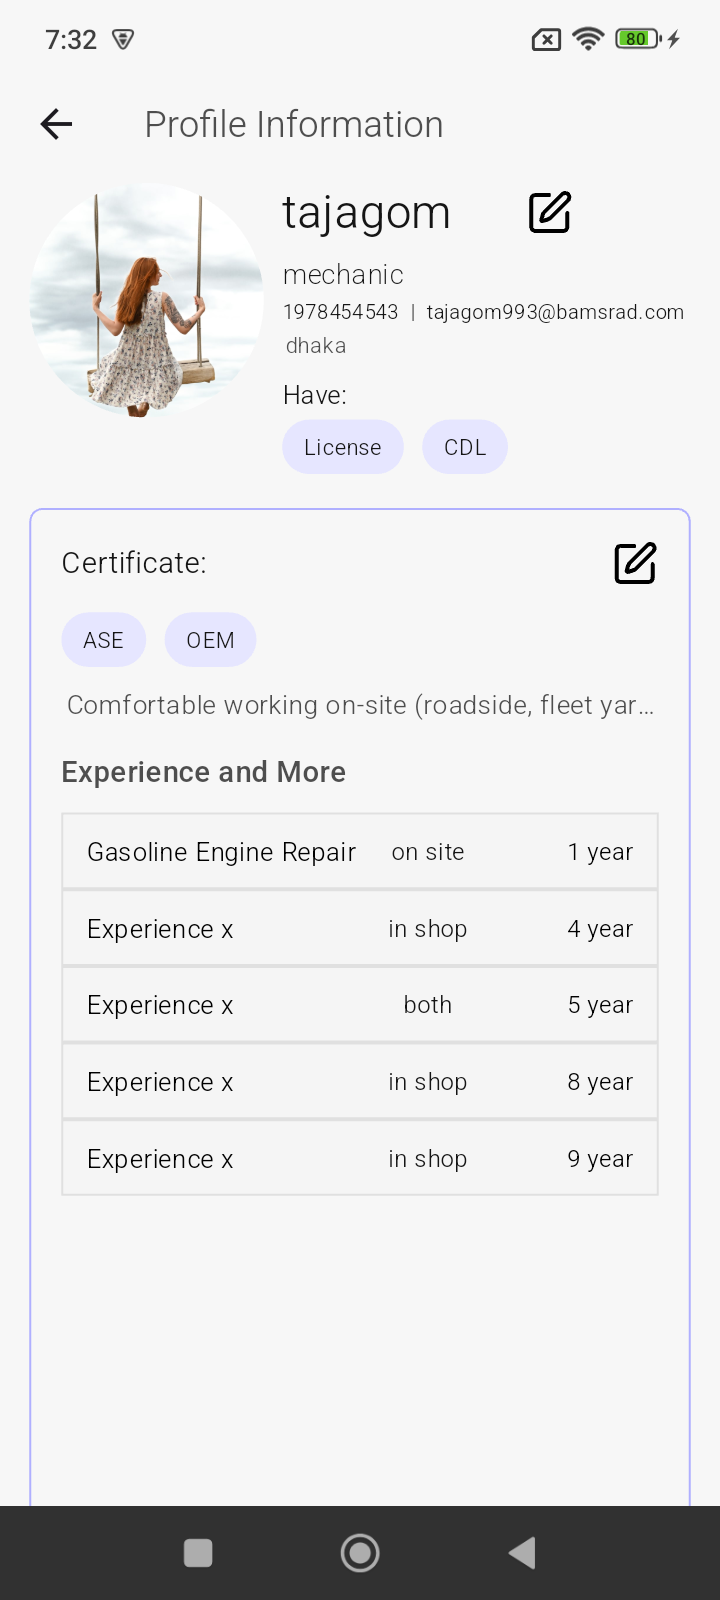 7:32
80
Profile Information
tajagom
mechanic
1978454543 | tajagom993@bamsrad.com
dhaka
Have:
License CDL
Certificate:
ASE OEM
Comfortable working on-site (roadside, fleet yar...
Experience and More
Gasoline Engine Repair on site 1 year
Experience x in shop 4 year
Experience x both 5 year
Experience x in shop 8 year
Experience x in shop 9 year